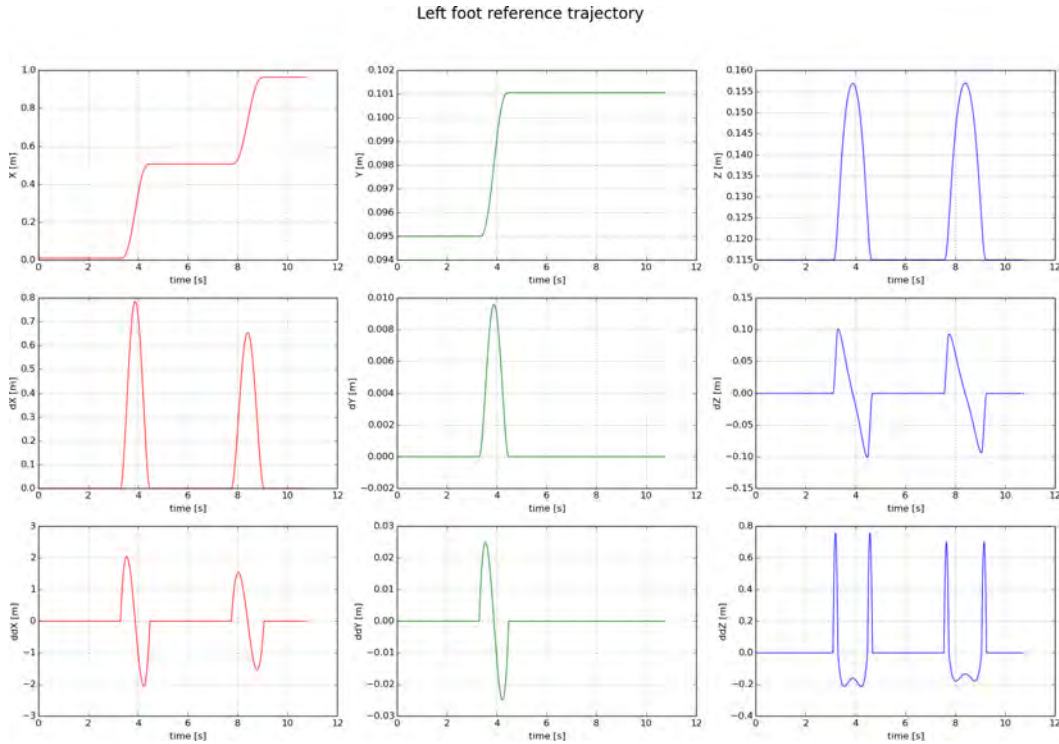 Left foot reference trajectory
1.0
0.8
0.6
0.4
0.2
0.0
X [m]
0 2 4 6 8 10 12
time [s]
0.102
0.101
0.100
0.099
0.098
0.097
0.096
0.095
0.094
Y [m]
0 2 4 6 8 10 12
time [s]
0.160
0.155
0.150
0.145
0.140
0.135
0.130
0.125
0.120
0.115
Z [m]
0 2 4 6 8 10 12
time [s]
0.8
0.7
0.6
0.5
0.4
0.3
0.2
0.1
0.0
dX [m]
0 2 4 6 8 10 12
time [s]
0.010
0.008
0.006
0.004
0.002
0.000
−0.002
dY [m]
0 2 4 6 8 10 12
time [s]
0.15
0.10
0.05
0.00
−0.05
−0.10
−0.15
dZ [m]
0 2 4 6 8 10 12
time [s]
3
2
1
0
−1
−2
−3
ddX [m]
0 2 4 6 8 10 12
time [s]
0.03
0.02
0.01
0.00
−0.01
−0.02
−0.03
ddY [m]
0 2 4 6 8 10 12
time [s]
0.8
0.6
0.4
0.2
0.0
−0.2
−0.4
ddZ [m]
0 2 4 6 8 10 12
time [s]